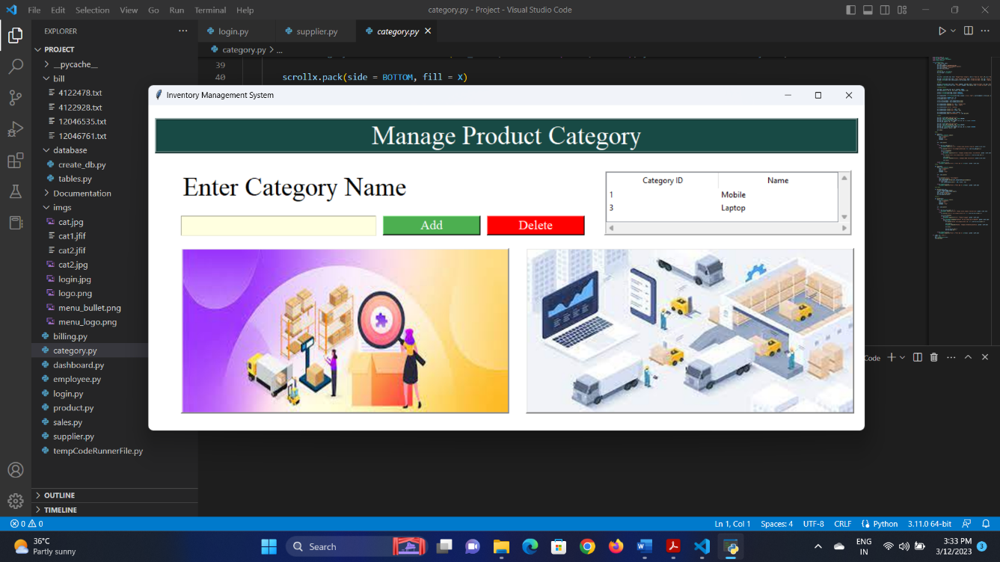 File Edit Selection View Go Run Terminal Help
category.py - Project - Visual Studio Code
EXPLORER
login.py
supplier.py
category.py
PROJECT
category.py > ...
__pycache__
bill
4122478.txt
4122928.txt
12046535.txt
12046761.txt
database
create_db.py
tables.py
Documentation
imgs
cat.jpg
cat1.jfif
cat2.jfif
cat2.jpg
login.jpg
logo.png
menu_bullet.png
menu_logo.png
billing.py
category.py
dashboard.py
employee.py
login.py
product.py
sales.py
supplier.py
tempCodeRunnerFile.py
OUTLINE
TIMELINE
39
40 scrollx.pack(side = BOTTOM, fill = X)
Inventory Management System
Manage Product Category
Enter Category Name
Add
Delete
Category ID Name
1 Mobile
3 Laptop
Code
0 0
Ln 1, Col 1 Spaces: 4 UTF-8 CRLF Python 3.11.0 64-bit
36°C
Partly sunny
Search
ENG
IN
3:33 PM
3/12/2023
3